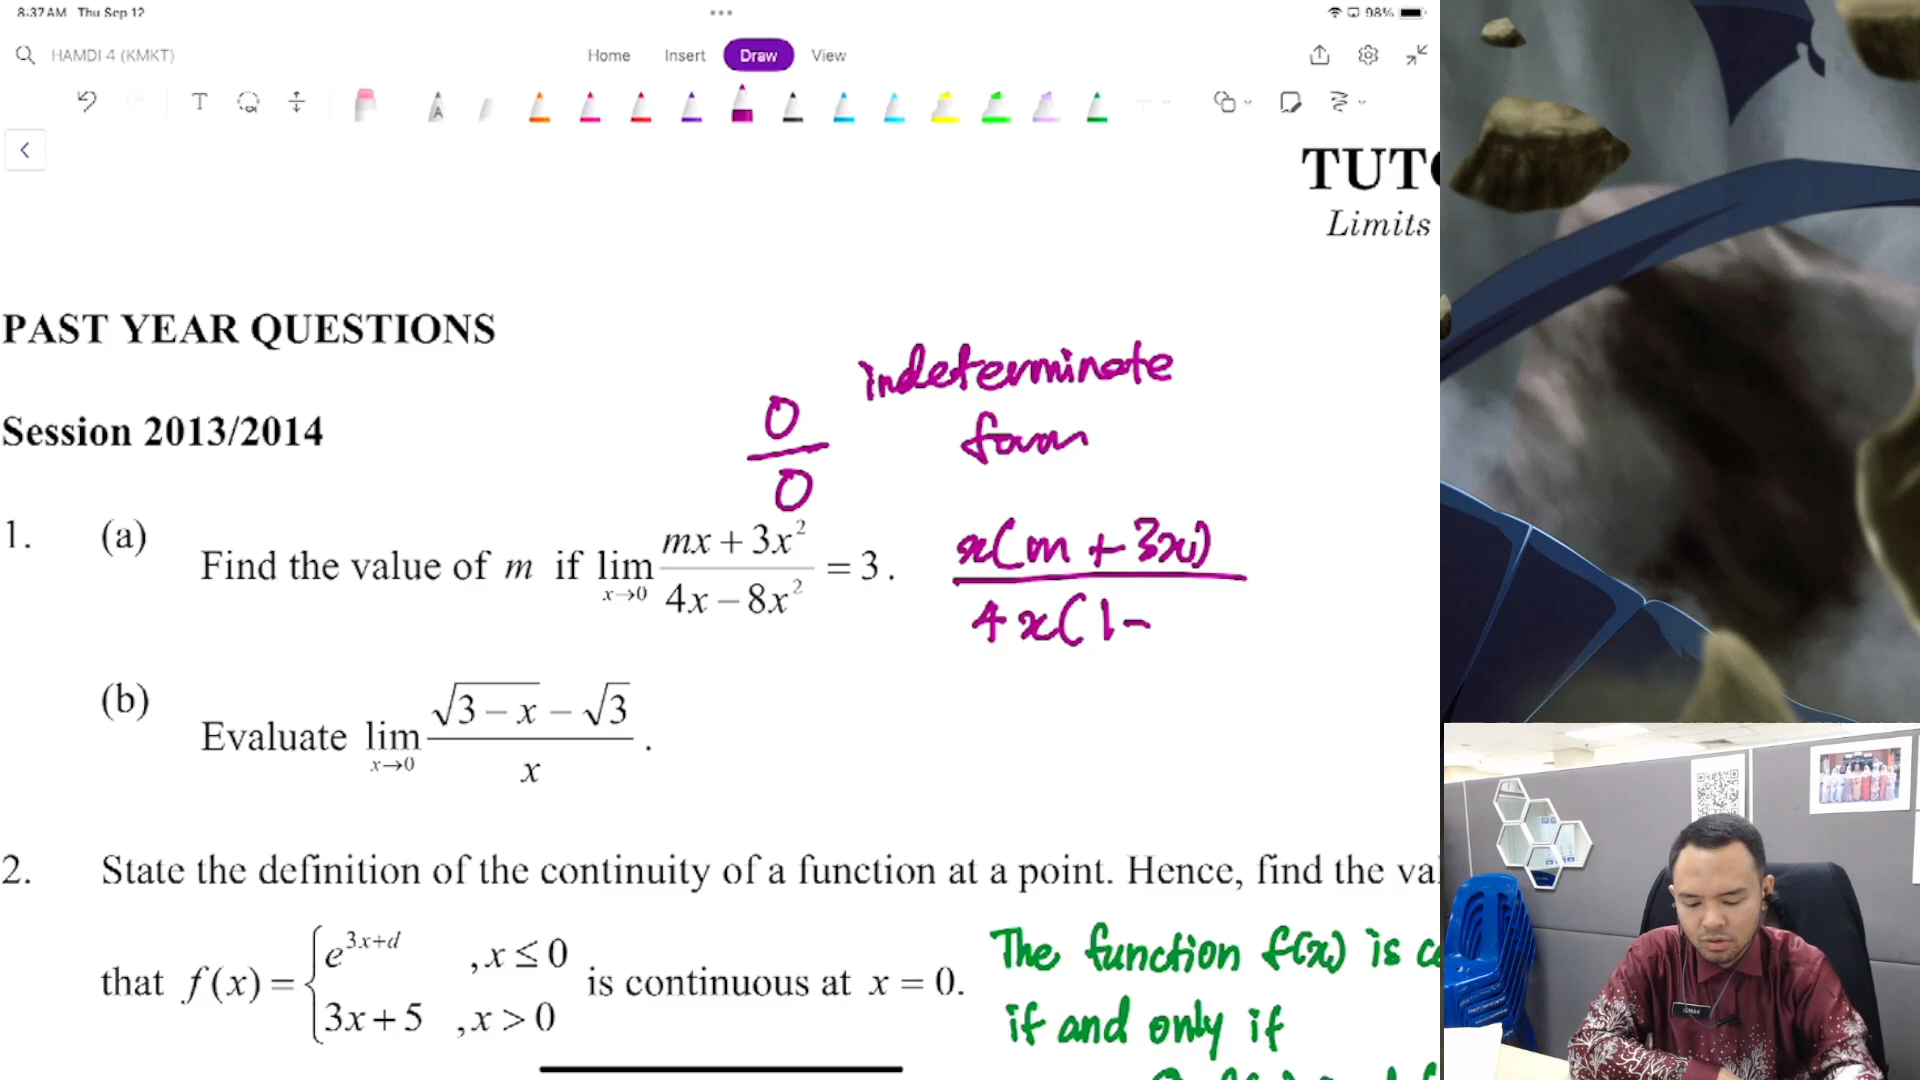 8:37 AM Thu Sep 12
98%
HAMDI 4 (KMKT)
Home Insert Draw View
T
A
TUT
Limits
PAST YEAR QUESTIONS
indeterminate
form
Session 2013/2014
0/0
1. (a) Find the value of m if lim x→0 (mx + 3x²)/(4x – 8x²) = 3.
x(m + 3x)
4x(1-
(b) Evaluate lim x→0 (√(3 – x) – √3)/x.
2. State the definition of the continuity of a function at a point. Hence, find the va
that f(x) = { e^(3x+d) , x ≤ 0
3x + 5 , x > 0
is continuous at x = 0.
The function f(x) is co
if and only if